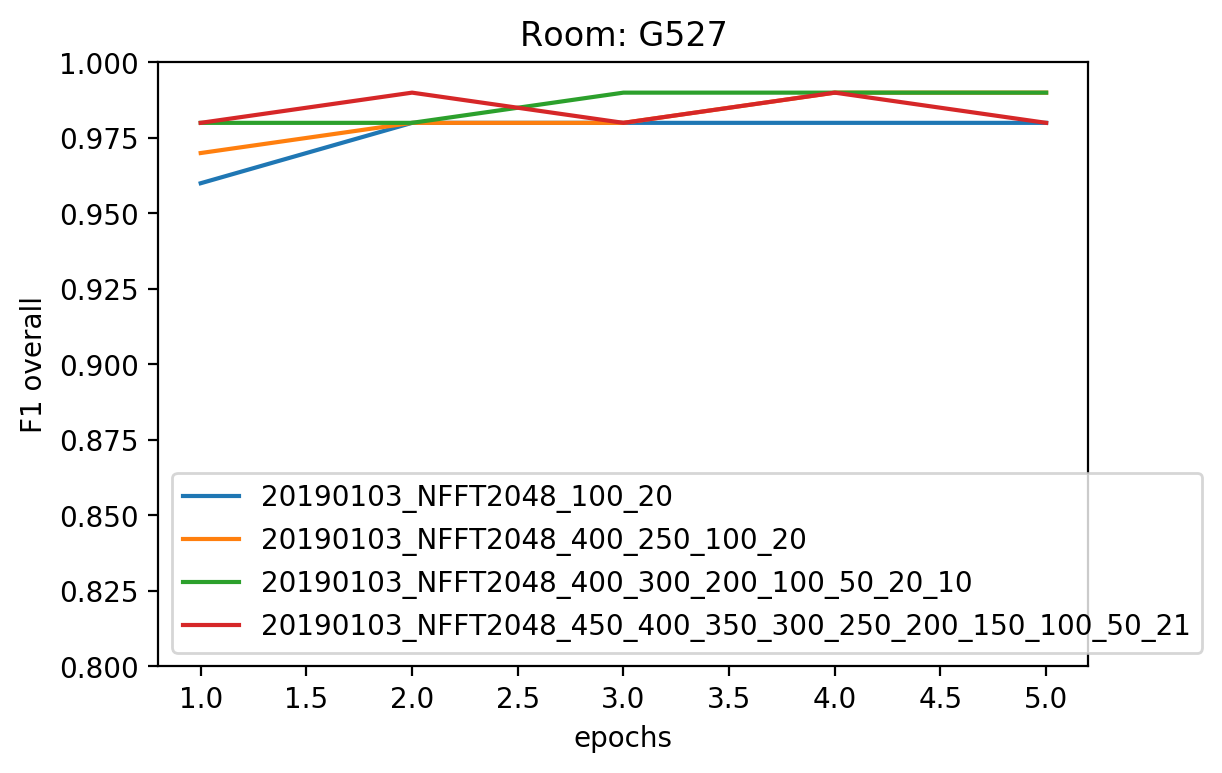 Room: G527
1.000
0.975
0.950
0.925
0.900
0.875
0.850
0.825
0.800
F1 overall
20190103_NFFT2048_100_20
20190103_NFFT2048_400_250_100_20
20190103_NFFT2048_400_300_200_100_50_20_10
20190103_NFFT2048_450_400_350_300_250_200_150_100_50_21
1.0 1.5 2.0 2.5 3.0 3.5 4.0 4.5 5.0
epochs